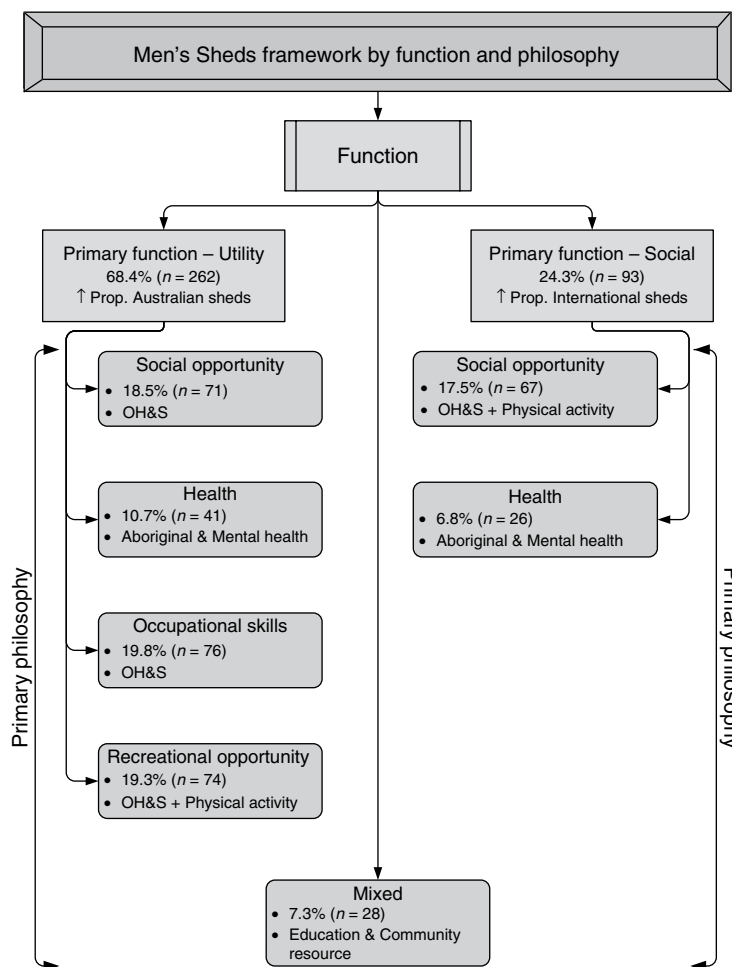 Men's Sheds framework by function and philosophy
Function
Primary function – Utility
68.4% (n = 262)
↑ Prop. Australian sheds
Primary function – Social
24.3% (n = 93)
↑ Prop. International sheds
Primary philosophy
Social opportunity
• 18.5% (n = 71)
• OH&S
Health
• 10.7% (n = 41)
• Aboriginal & Mental health
Occupational skills
• 19.8% (n = 76)
• OH&S
Recreational opportunity
• 19.3% (n = 74)
• OH&S + Physical activity
Social opportunity
• 17.5% (n = 67)
• OH&S + Physical activity
Health
• 6.8% (n = 26)
• Aboriginal & Mental health
Primary philosophy
Mixed
• 7.3% (n = 28)
• Education & Community
resource